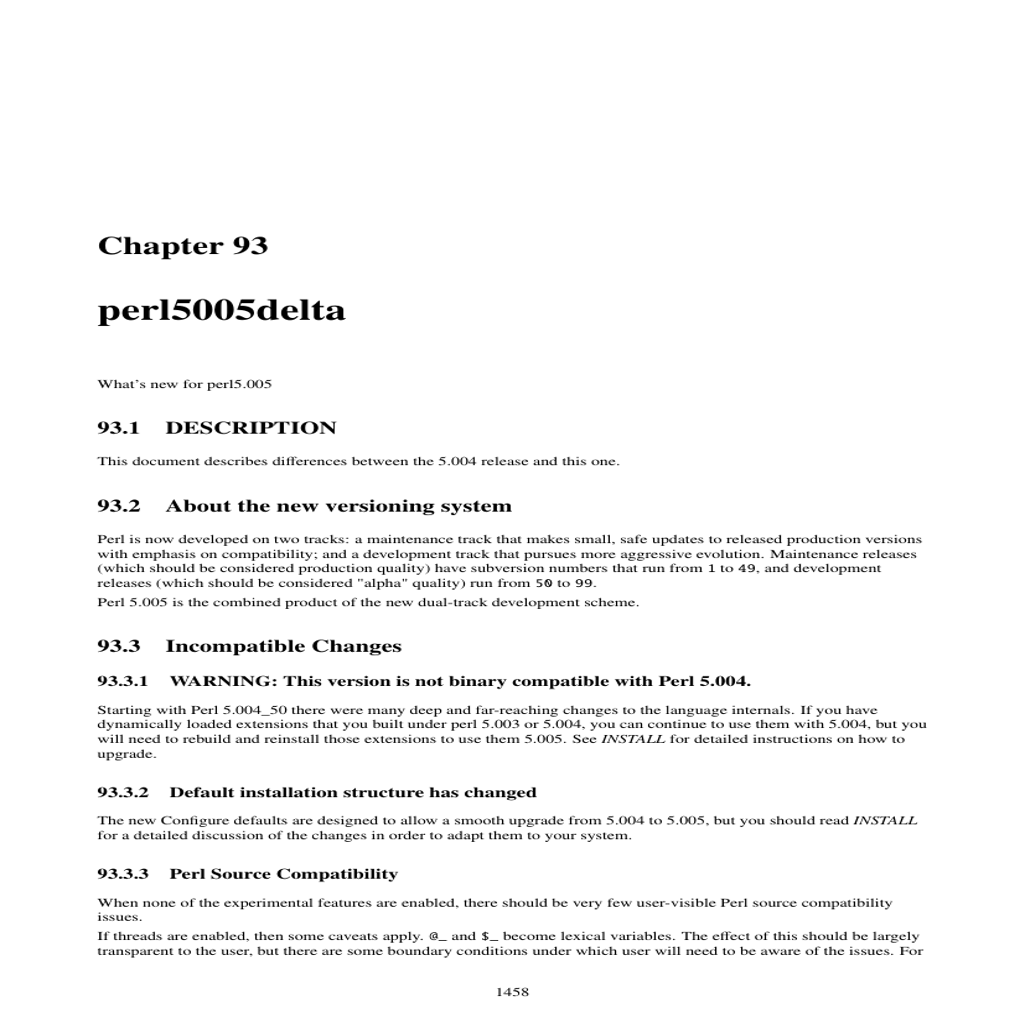 Chapter 93
perl5005delta
What's new for perl5.005
93.1 DESCRIPTION
This document describes differences between the 5.004 release and this one.
93.2 About the new versioning system
Perl is now developed on two tracks: a maintenance track that makes small, safe updates to released production versions
with emphasis on compatibility; and a development track that pursues more aggressive evolution. Maintenance releases
(which should be considered production quality) have subversion numbers that run from 1 to 49, and development
releases (which should be considered "alpha" quality) run from 50 to 99.
Perl 5.005 is the combined product of the new dual-track development scheme.
93.3 Incompatible Changes
93.3.1 WARNING: This version is not binary compatible with Perl 5.004.
Starting with Perl 5.004_50 there were many deep and far-reaching changes to the language internals. If you have
dynamically loaded extensions that you built under perl 5.003 or 5.004, you can continue to use them with 5.004, but you
will need to rebuild and reinstall those extensions to use them 5.005. See INSTALL for detailed instructions on how to
upgrade.
93.3.2 Default installation structure has changed
The new Configure defaults are designed to allow a smooth upgrade from 5.004 to 5.005, but you should read INSTALL
for a detailed discussion of the changes in order to adapt them to your system.
93.3.3 Perl Source Compatibility
When none of the experimental features are enabled, there should be very few user-visible Perl source compatibility
issues.
If threads are enabled, then some caveats apply. @_ and $_ become lexical variables. The effect of this should be largely
transparent to the user, but there are some boundary conditions under which user will need to be aware of the issues. For
1458